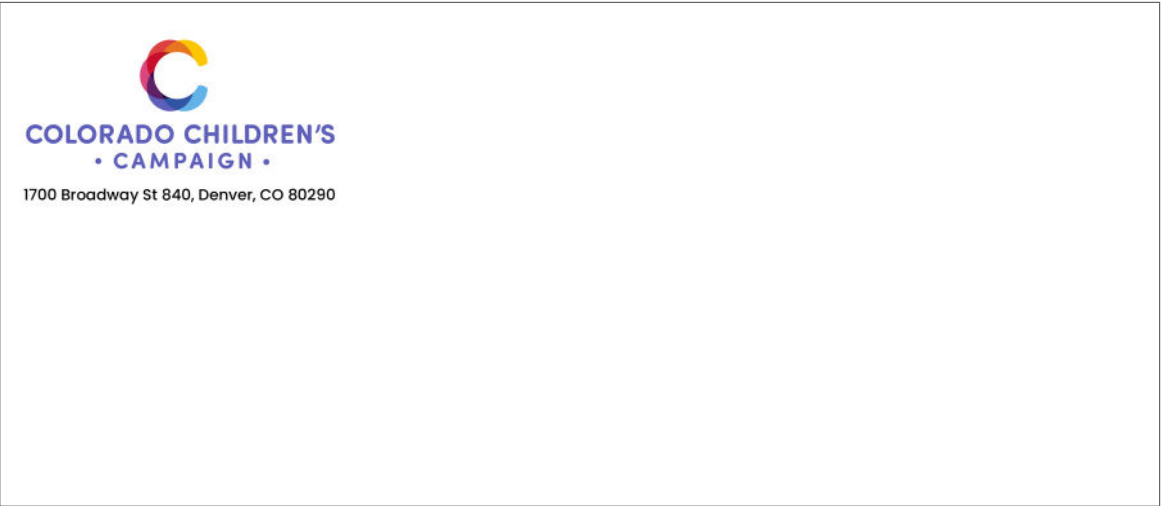 COLORADO CHILDREN'S
• CAMPAIGN •
1700 Broadway St 840, Denver, CO 80290